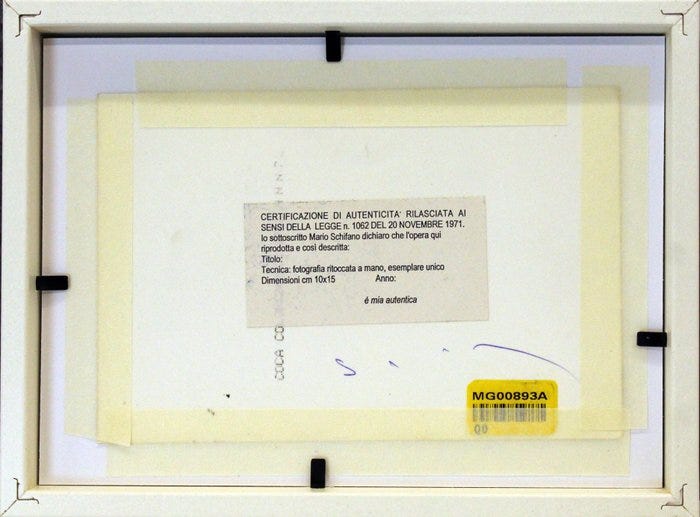 CERTIFICAZIONE DI AUTENTICITA' RILASCIATA AI
SENSI DELLA LEGGE n. 1062 DEL 20 NOVEMBRE 1971.
Io sottoscritto Mario Schifano dichiaro che l'opera qui
riprodotta e così descritta:
Titolo:
Tecnica: fotografia ritoccata a mano, esemplare unico
Dimensioni cm 10x15 Anno:
é mia autentica
COCA
MG00893A